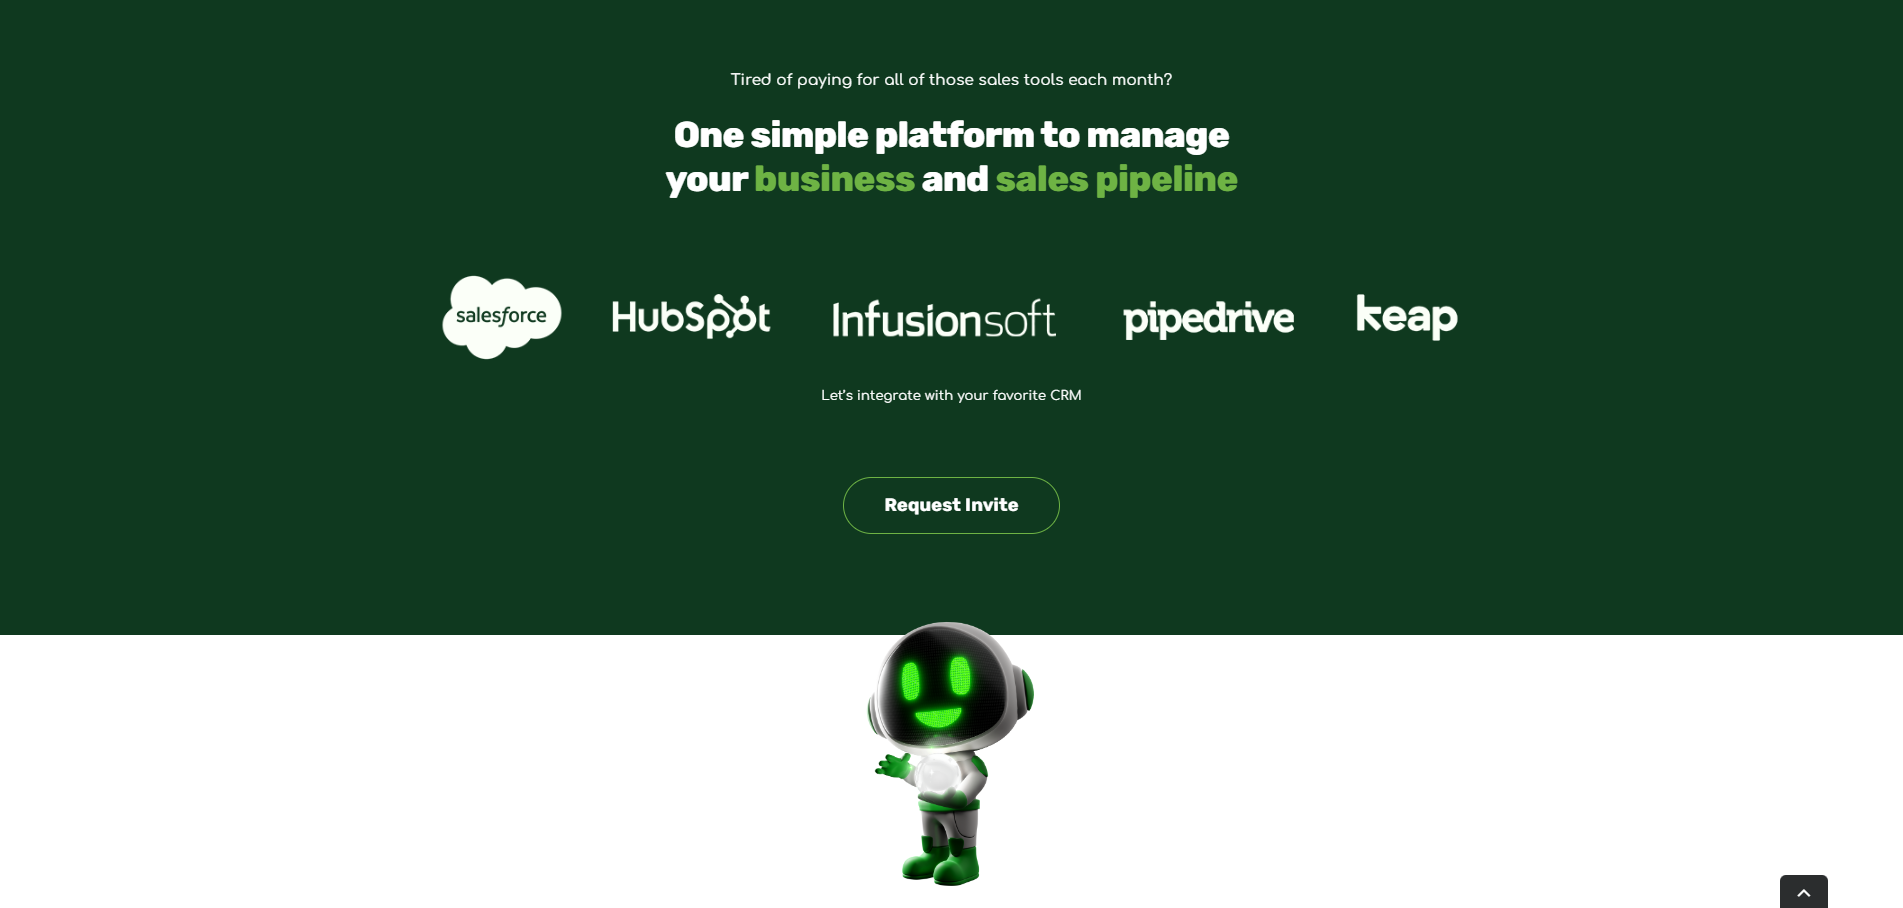 Tired of paying for all of those sales tools each month?
One simple platform to manage
your business and sales pipeline
salesforce
HubSpot
Infusionsoft
pipedrive
keap
Let's integrate with your favorite CRM
Request Invite